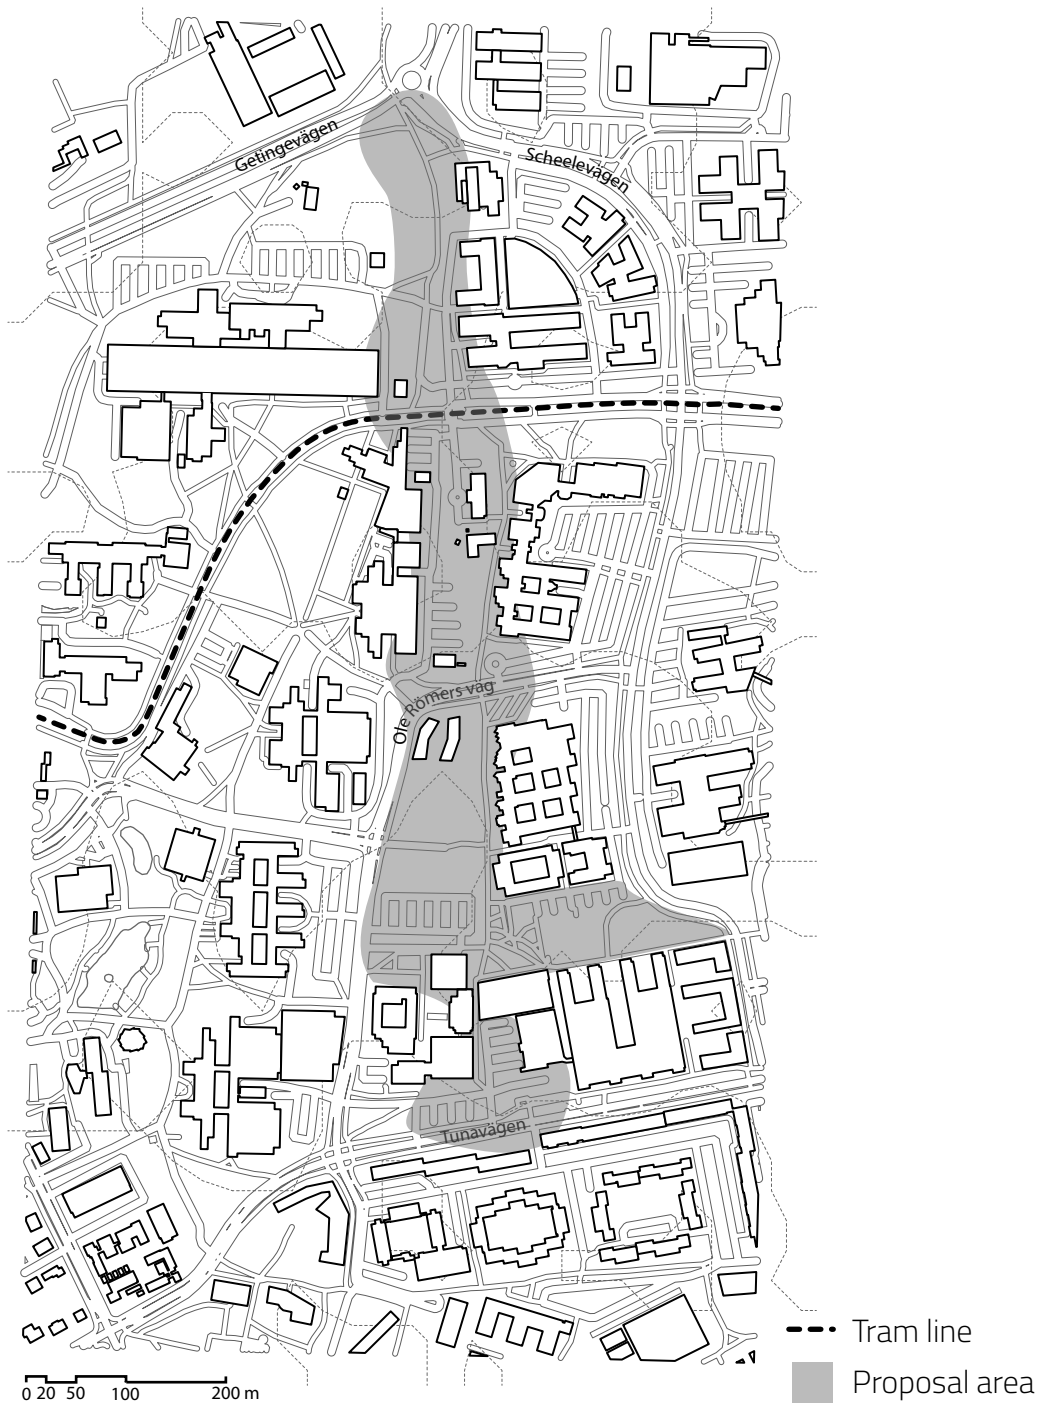 Getingevägen
Scheelevägen
Ole Römers väg
Tunavägen
Tram line
Proposal area
0 20 50 100 200 m